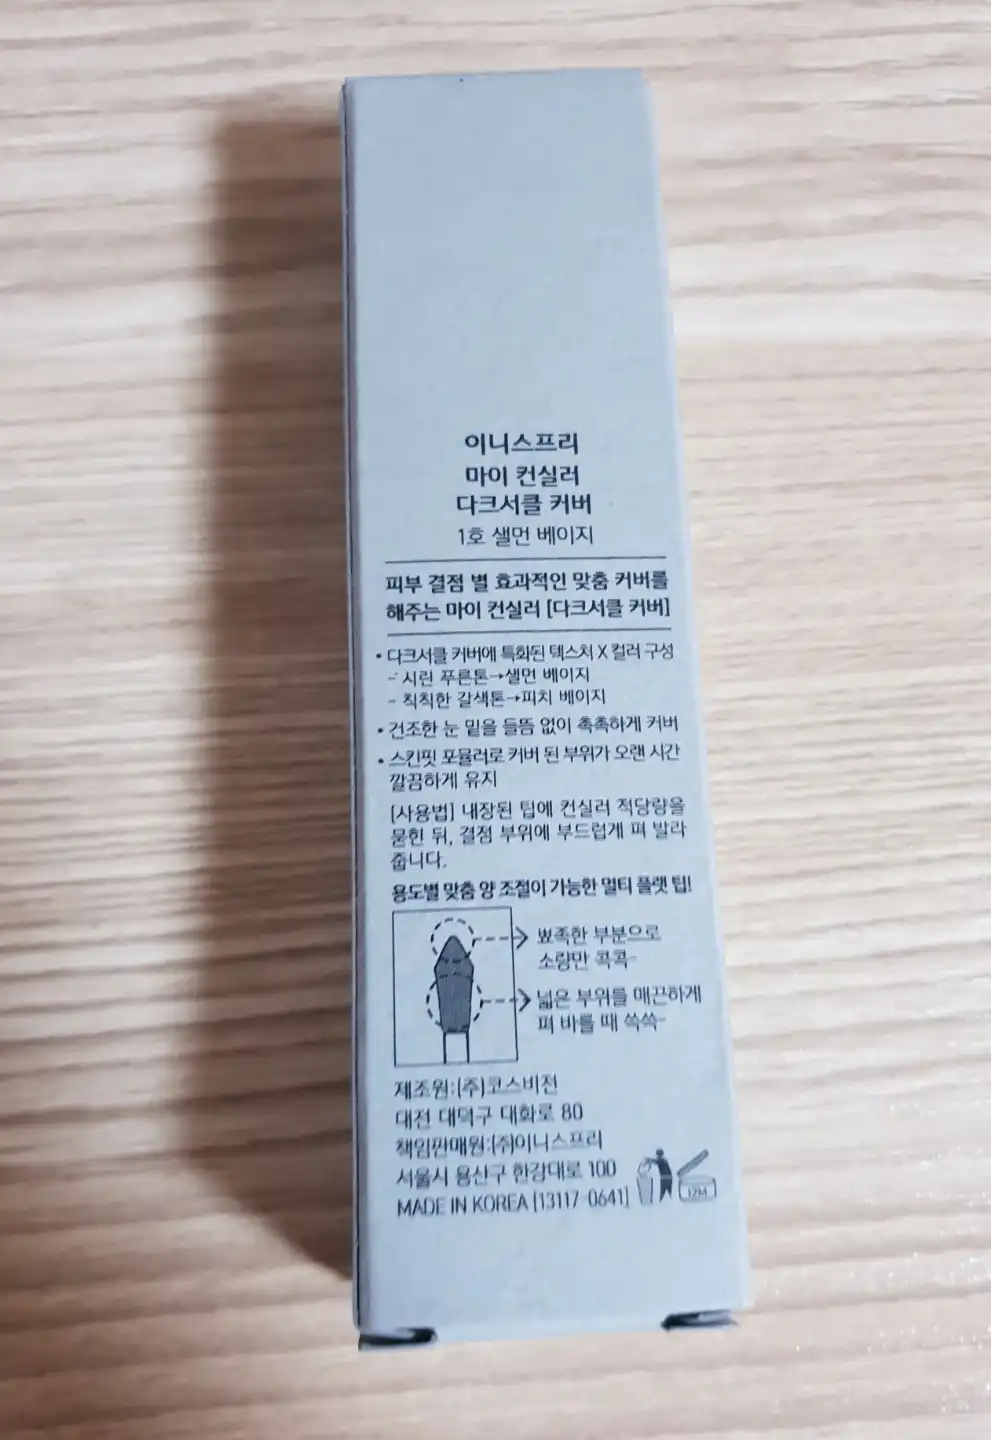 이니스프리
마이 컨실러
다크서클 커버
1호 샐먼 베이지
피부 결점 별 효과적인 맞춤 커버를
해주는 마이 컨실러 [다크서클 커버]
• 다크서클 커버에 특화된 텍스처 X 컬러 구성
- 시린 푸른톤→샐먼 베이지
- 칙칙한 갈색톤→피치 베이지
• 건조한 눈 밑을 들뜸 없이 촉촉하게 커버
• 스킨핏 포뮬러로 커버 된 부위가 오랜 시간
깔끔하게 유지
[사용법] 내장된 팁에 컨실러 적당량을
묻힌 뒤, 결점 부위에 부드럽게 펴 발라
줍니다.
용도별 맞춤 양 조절이 가능한 멀티 플랫 팁!
뾰족한 부분으로
소량만 콕콕-
넓은 부위를 매끈하게
펴 바를 때 쓱쓱-
제조원:(주)코스비전
대전 대덕구 대화로 80
책임판매원:(주)이니스프리
서울시 용산구 한강대로 100
MADE IN KOREA [13117-0641]
12M